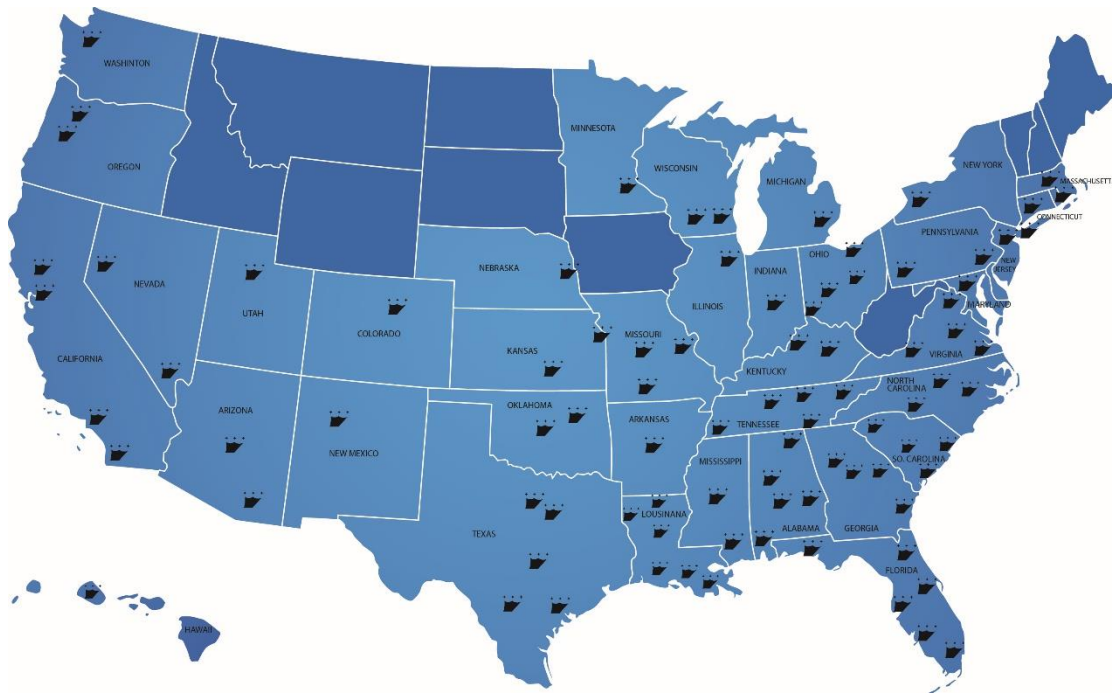 WASHINTON
OREGON
MINNESOTA
WISCONSIN
MICHIGAN
NEW YORK
MASSACHUSETT
CONNECTICUT
PENNSYLVANIA
NEW
JERSEY
NEBRASKA
NEVADA
UTAH
COLORADO
CALIFORNIA
KANSAS
MISSOURI
ILLINOIS
INDIANA
OHIO
MARYLAND
VIRGINIA
KENTUCKY
NORTH
CAROLINA
TENNESSEE
ARIZONA
NEW MEXICO
OKLAHOMA
ARKANSAS
MISSISSIPPI
SO. CAROLINA
TEXAS
LOUSINANA
ALABAMA
GEORGIA
FLORIDA